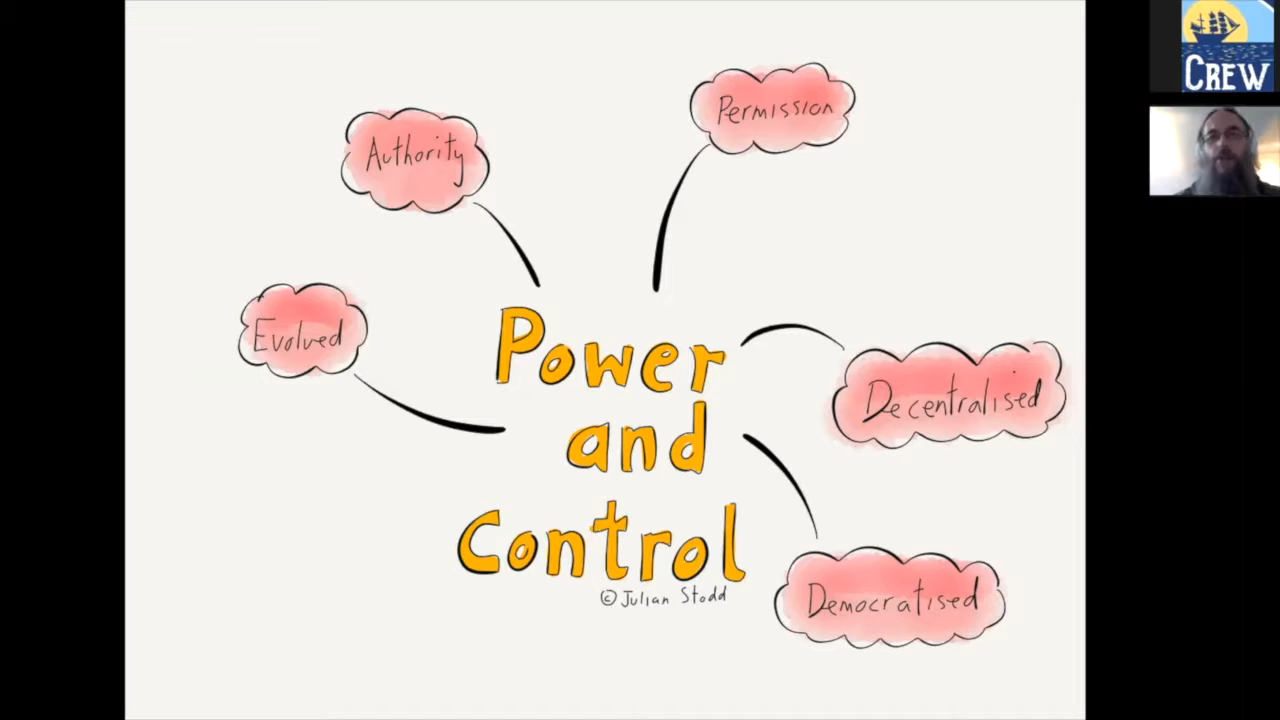 CREW
Permission
Authority
Evolved
Power
and
Control
Decentralised
Democratised
© Julian Stodd